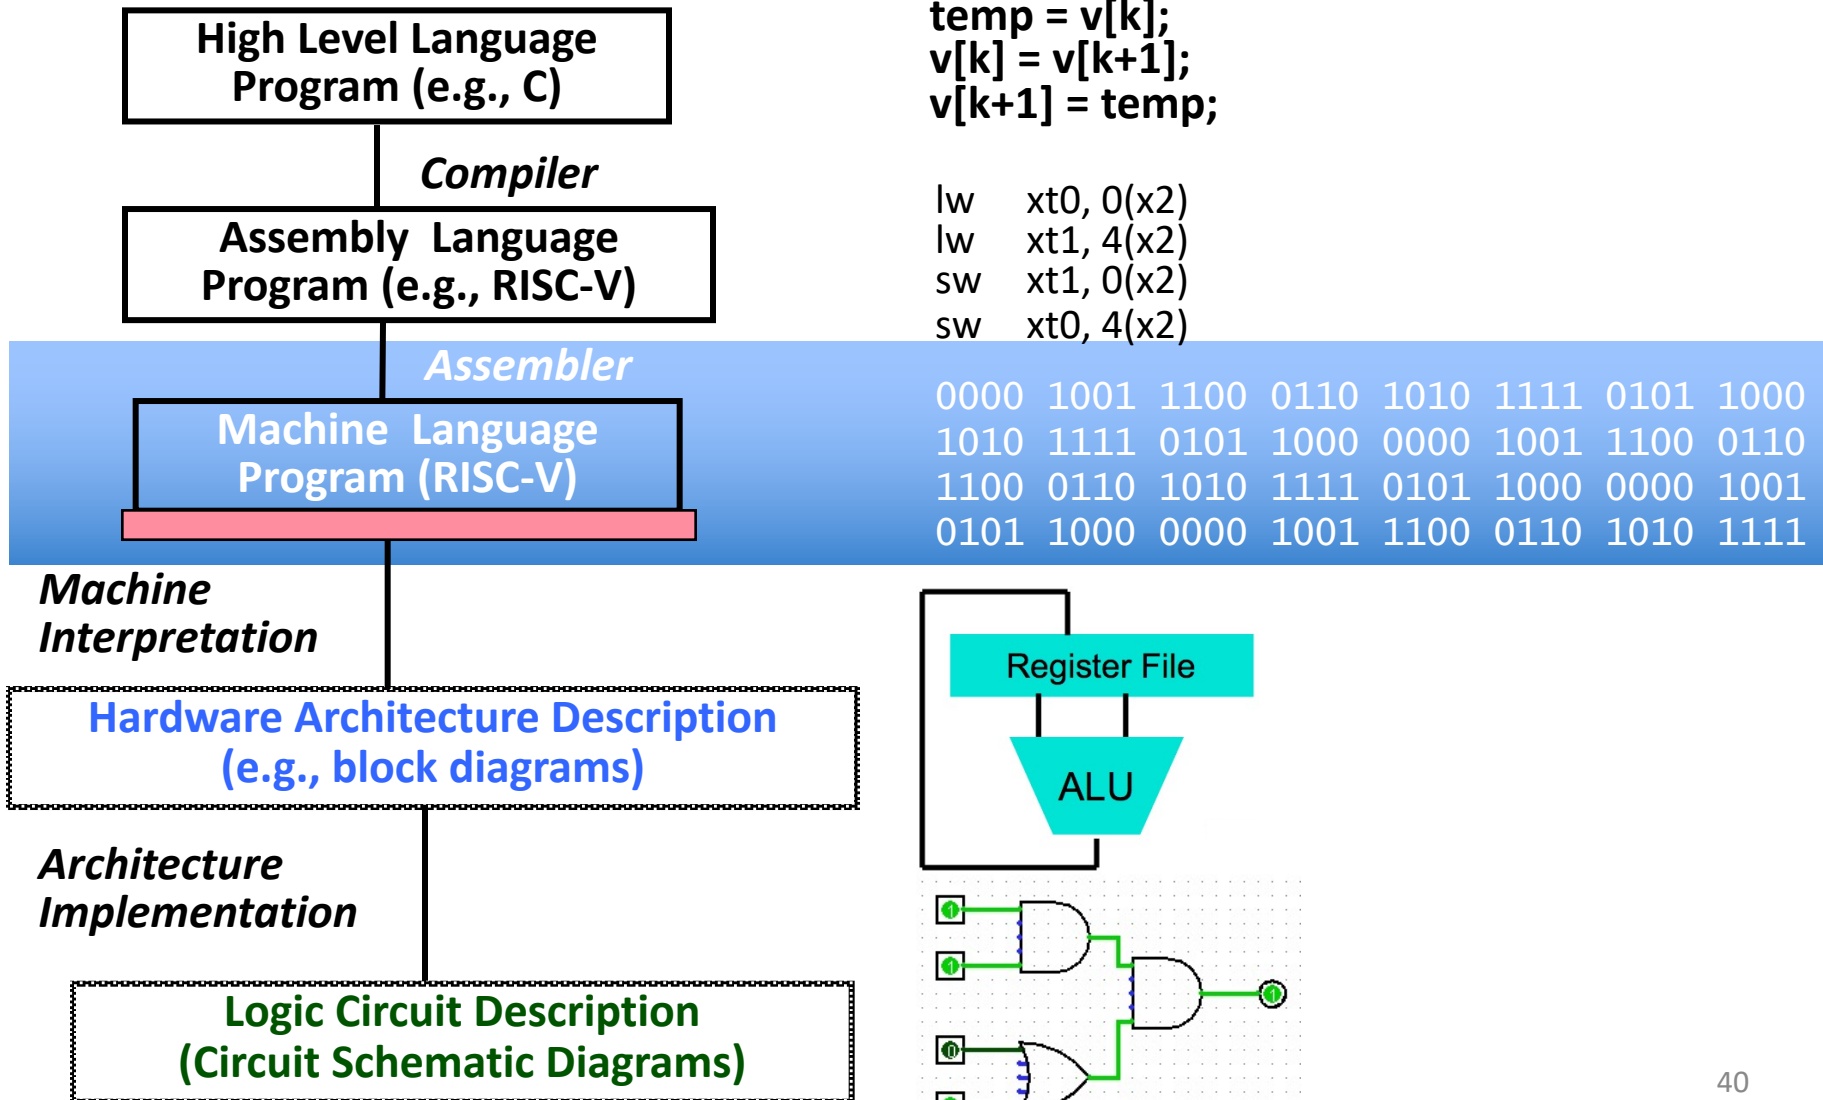 High Level Language
Program (e.g., C)
temp = v[k];
v[k] = v[k+1];
v[k+1] = temp;
Compiler
Assembly Language
Program (e.g., RISC-V)
lw xt0, 0(x2)
lw xt1, 4(x2)
sw xt1, 0(x2)
sw xt0, 4(x2)
Assembler
Machine Language
Program (RISC-V)
0000 1001 1100 0110 1010 1111 0101 1000
1010 1111 0101 1000 0000 1001 1100 0110
1100 0110 1010 1111 0101 1000 0000 1001
0101 1000 0000 1001 1100 0110 1010 1111
Machine
Interpretation
Register File
ALU
Hardware Architecture Description
(e.g., block diagrams)
Architecture
Implementation
1
1
1
0
Logic Circuit Description
(Circuit Schematic Diagrams)
40